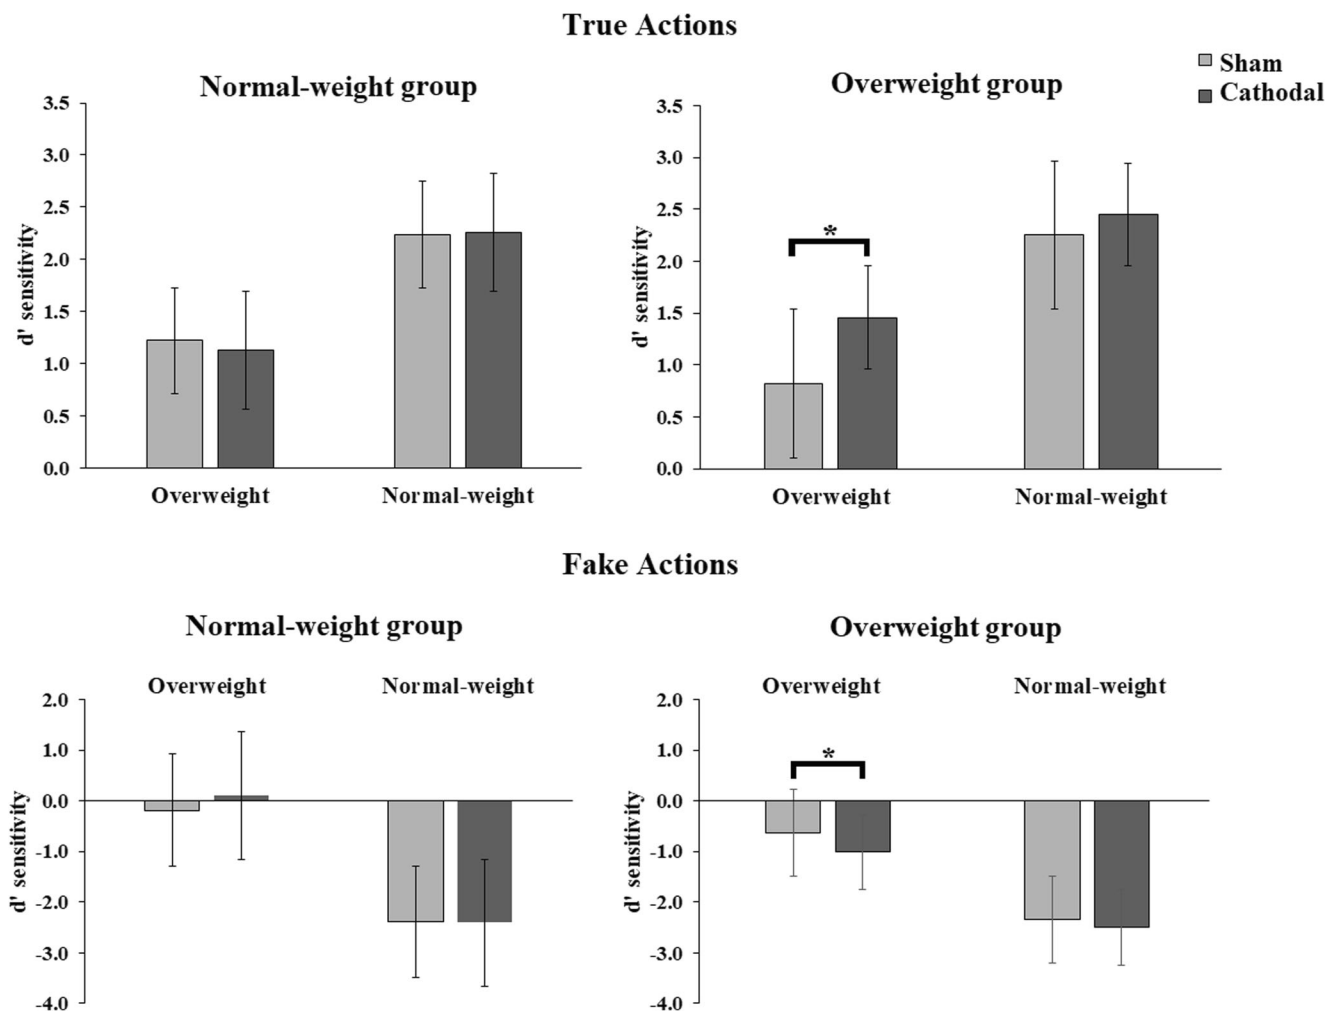 True Actions
Normal-weight group
Overweight group
Sham
Cathodal
3.5
3.0
2.5
2.0
1.5
1.0
0.5
0.0
d' sensitivity
Overweight
Normal-weight
3.5
3.0
2.5
2.0
1.5
1.0
0.5
0.0
d' sensitivity
*
Overweight
Normal-weight
Fake Actions
Normal-weight group
Overweight group
Overweight
Normal-weight
2.0
1.0
0.0
-1.0
-2.0
-3.0
-4.0
d' sensitivity
Overweight
Normal-weight
2.0
1.0
0.0
-1.0
-2.0
-3.0
-4.0
d' sensitivity
*